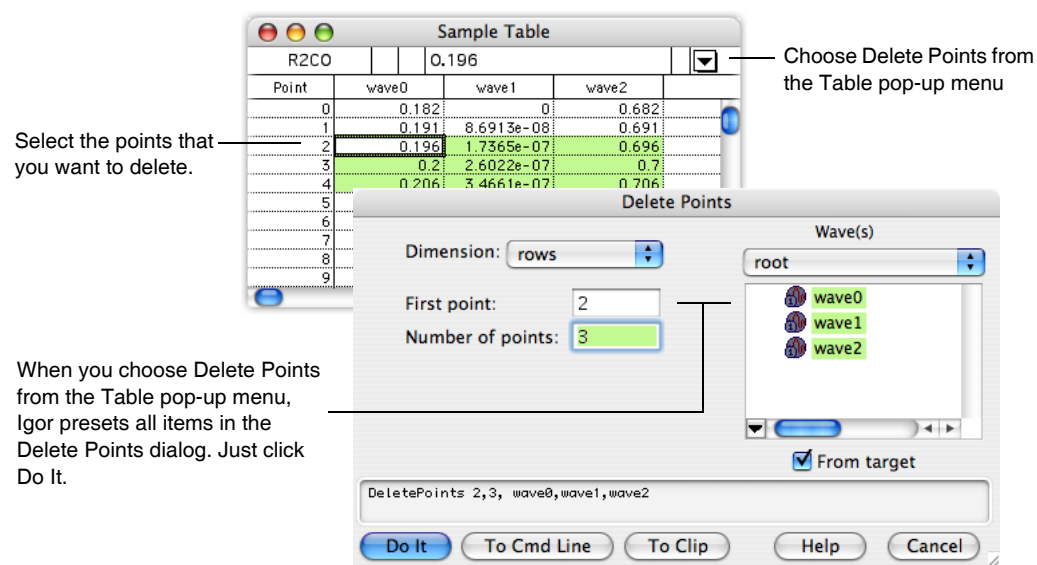 Sample Table
R2C0 0.196
Choose Delete Points from
the Table pop-up menu
Point wave0 wave1 wave2
0 0.182 0 0.682
1 0.191 8.6913e-08 0.691
2 0.196 1.7365e-07 0.696
3 0.2 2.6022e-07 0.7
4 0.206 3.4661e-07 0.706
5
6
7
8
9
Select the points that
you want to delete.
Delete Points
Dimension: rows
First point: 2
Number of points: 3
Wave(s)
root
wave0
wave1
wave2
From target
When you choose Delete Points
from the Table pop-up menu,
Igor presets all items in the
Delete Points dialog. Just click
Do It.
DeletePoints 2,3, wave0,wave1,wave2
Do It To Cmd Line To Clip Help Cancel